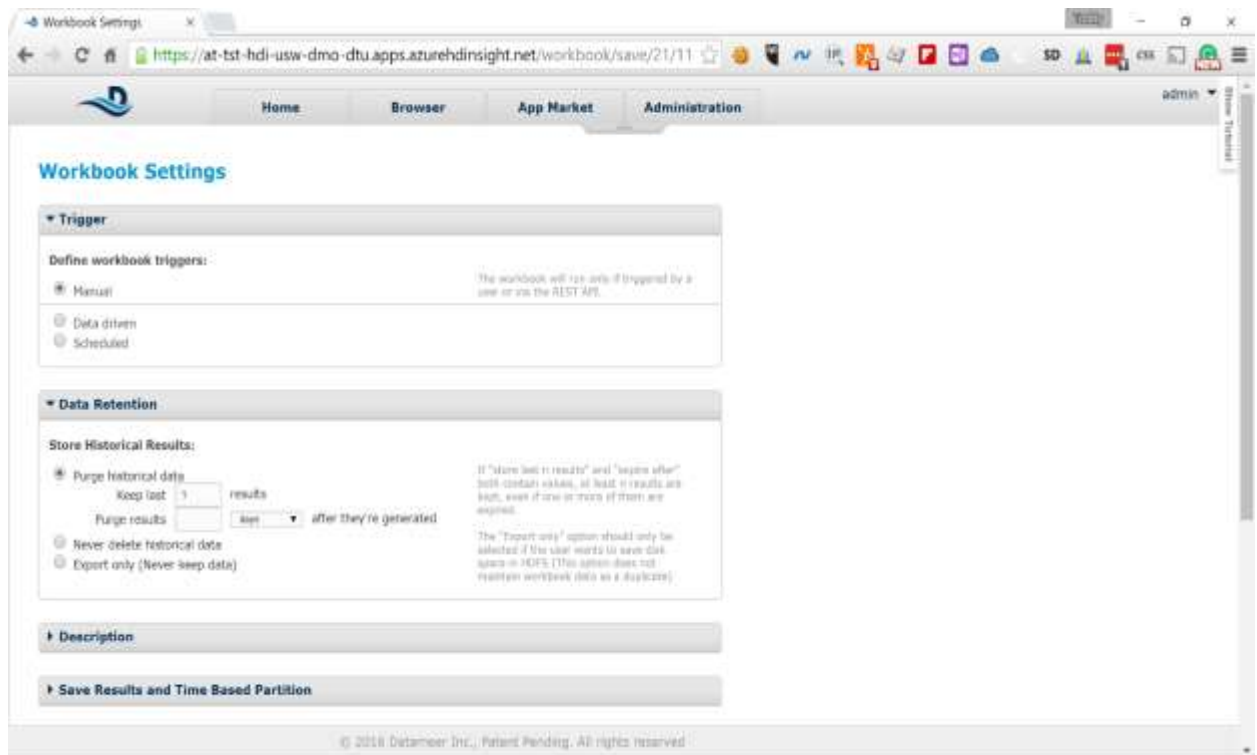 Workbook Settings
https://at-tst-hdi-usw-dmo-dtu.apps.azurehdinsight.net/workbook/save/21/11
SD
CSS
Home
Browser
App Market
Administration
admin
Show Tutorial
Workbook Settings
Trigger
Define workbook triggers:
Manual
The workbook will run only if triggered by a
user or via the REST API.
Data driven
Scheduled
Data Retention
Store Historical Results:
Purge historical data
Keep last results
Purge results days after they're generated
Never delete historical data
Export only (Never keep data)
If "store last n results" and "expire after"
both contain values, at least n results are
kept, even if one or more of them are
expired.
The "Export only" option should only be
selected if the user wants to save disk
space in HDFS (This option does not
maintain workbook data as a duplicate)
Description
Save Results and Time Based Partition
© 2016 Datameer Inc., Patent Pending. All rights reserved